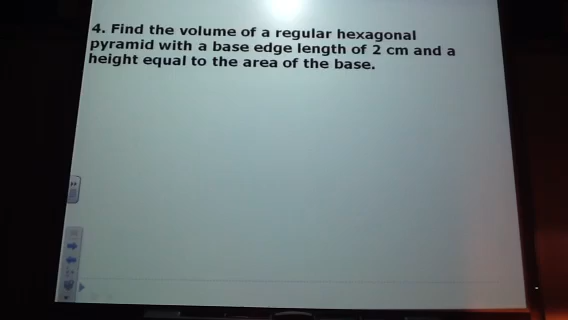 4. Find the volume of a regular hexagonal
pyramid with a base edge length of 2 cm and a
height equal to the area of the base.